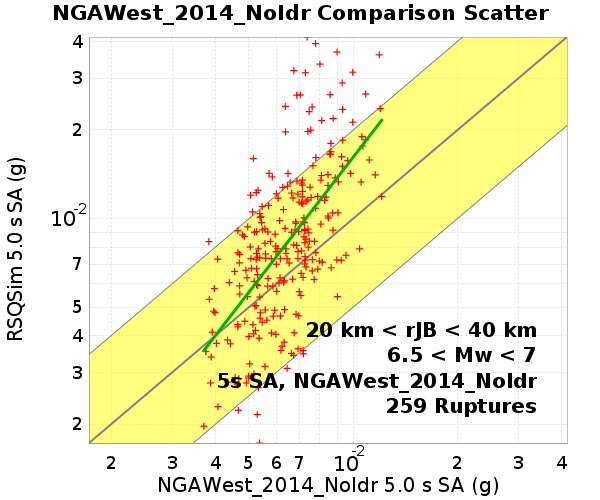 NGAWest_2014_NoIdr Comparison Scatter
RSQSim 5.0 s SA (g)
4
3
2
10-2
7
5
4
3
2
20 km < rJB < 40 km
6.5 < Mw < 7
5s SA, NGAWest_2014_NoIdr
259 Ruptures
2 3 4 5 6 7 10-2 2 3 4
NGAWest_2014_NoIdr 5.0 s SA (g)